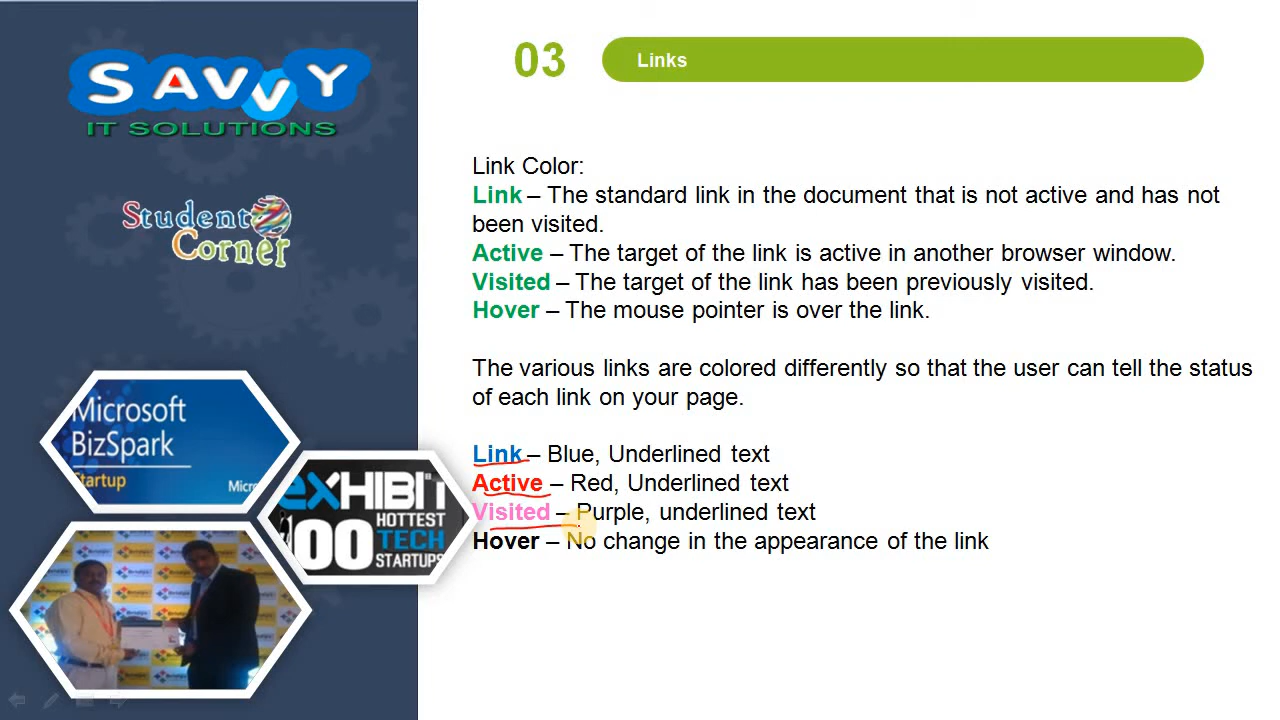 SAVVY
IT SOLUTIONS
Student
Corner
Microsoft
BizSpark
Startup
Micros
eXHIBIT
100
HOTTEST
TECH
STARTUPS
03
Links
Link Color:
Link – The standard link in the document that is not active and has not
been visited.
Active – The target of the link is active in another browser window.
Visited – The target of the link has been previously visited.
Hover – The mouse pointer is over the link.
The various links are colored differently so that the user can tell the status
of each link on your page.
Link – Blue, Underlined text
Active – Red, Underlined text
Visited – Purple, underlined text
Hover – No change in the appearance of the link